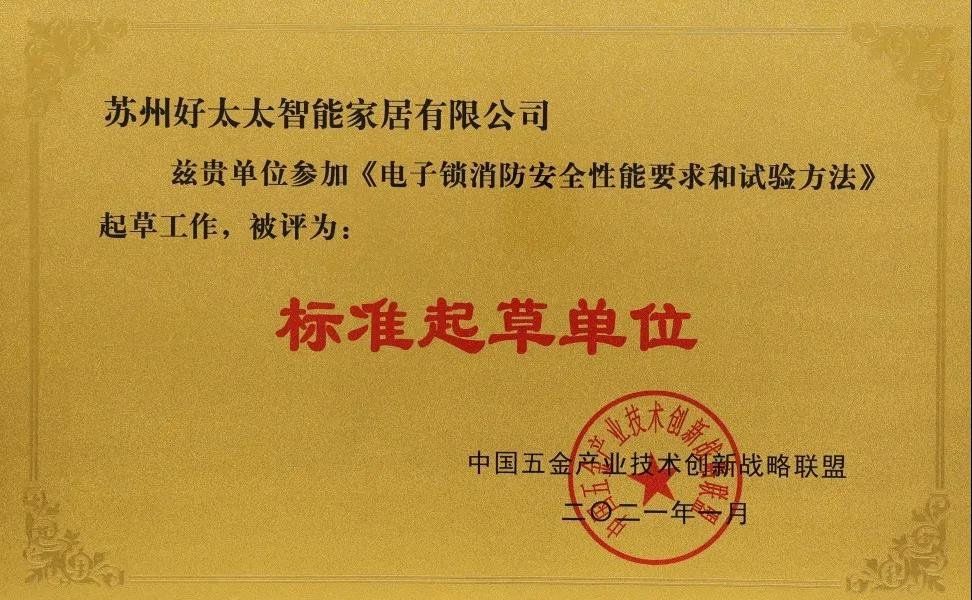 苏州好太太智能家居有限公司
兹贵单位参加《电子锁消防安全性能要求和试验方法》
起草工作，被评为：
标准起草单位
中国五金产业技术创新战略联盟
中国五金产业技术创新战略联盟
二〇二一年一月